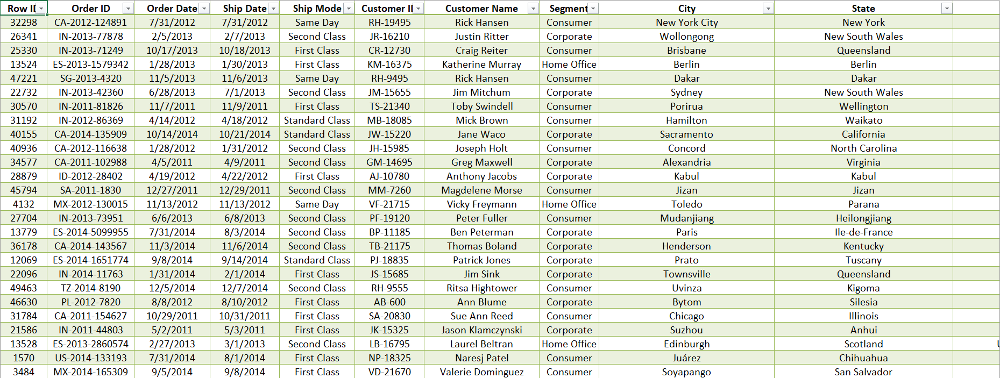 Row ID Order ID Order Date Ship Date Ship Mode Customer ID Customer Name Segment City State
32298 CA-2012-124891 7/31/2012 7/31/2012 Same Day RH-19495 Rick Hansen Consumer New York City New York
26341 IN-2013-77878 2/5/2013 2/7/2013 Second Class JR-16210 Justin Ritter Corporate Wollongong New South Wales
25330 IN-2013-71249 10/17/2013 10/18/2013 First Class CR-12730 Craig Reiter Consumer Brisbane Queensland
13524 ES-2013-1579342 1/28/2013 1/30/2013 First Class KM-16375 Katherine Murray Home Office Berlin Berlin
47221 SG-2013-4320 11/5/2013 11/6/2013 Same Day RH-9495 Rick Hansen Consumer Dakar Dakar
22732 IN-2013-42360 6/28/2013 7/1/2013 Second Class JM-15655 Jim Mitchum Corporate Sydney New South Wales
30570 IN-2011-81826 11/7/2011 11/9/2011 First Class TS-21340 Toby Swindell Consumer Porirua Wellington
31192 IN-2012-86369 4/14/2012 4/18/2012 Standard Class MB-18085 Mick Brown Consumer Hamilton Waikato
40155 CA-2014-135909 10/14/2014 10/21/2014 Standard Class JW-15220 Jane Waco Corporate Sacramento California
40936 CA-2012-116638 1/28/2012 1/31/2012 Second Class JH-15985 Joseph Holt Consumer Concord North Carolina
34577 CA-2011-102988 4/5/2011 4/9/2011 Second Class GM-14695 Greg Maxwell Corporate Alexandria Virginia
28879 ID-2012-28402 4/19/2012 4/22/2012 First Class AJ-10780 Anthony Jacobs Corporate Kabul Kabul
45794 SA-2011-1830 12/27/2011 12/29/2011 Second Class MM-7260 Magdelene Morse Consumer Jizan Jizan
4132 MX-2012-130015 11/13/2012 11/13/2012 Same Day VF-21715 Vicky Freymann Home Office Toledo Parana
27704 IN-2013-73951 6/6/2013 6/8/2013 Second Class PF-19120 Peter Fuller Consumer Mudanjiang Heilongjiang
13779 ES-2014-5099955 7/31/2014 8/3/2014 Second Class BP-11185 Ben Peterman Corporate Paris Ile-de-France
36178 CA-2014-143567 11/3/2014 11/6/2014 Second Class TB-21175 Thomas Boland Corporate Henderson Kentucky
12069 ES-2014-1651774 9/8/2014 9/14/2014 Standard Class PJ-18835 Patrick Jones Corporate Prato Tuscany
22096 IN-2014-11763 1/31/2014 2/1/2014 First Class JS-15685 Jim Sink Corporate Townsville Queensland
49463 TZ-2014-8190 12/5/2014 12/7/2014 Second Class RH-9555 Ritsa Hightower Consumer Uvinza Kigoma
46630 PL-2012-7820 8/8/2012 8/10/2012 First Class AB-600 Ann Blume Corporate Bytom Silesia
31784 CA-2011-154627 10/29/2011 10/31/2011 First Class SA-20830 Sue Ann Reed Consumer Chicago Illinois
21586 IN-2011-44803 5/2/2011 5/3/2011 First Class JK-15325 Jason Klamczynski Corporate Suzhou Anhui
13528 ES-2013-2860574 2/27/2013 3/1/2013 Second Class LB-16795 Laurel Beltran Home Office Edinburgh Scotland
1570 US-2014-133193 7/31/2014 8/1/2014 First Class NP-18325 Naresj Patel Consumer Juárez Chihuahua
3484 MX-2014-165309 9/5/2014 9/8/2014 First Class VD-21670 Valerie Dominguez Consumer Soyapango San Salvador